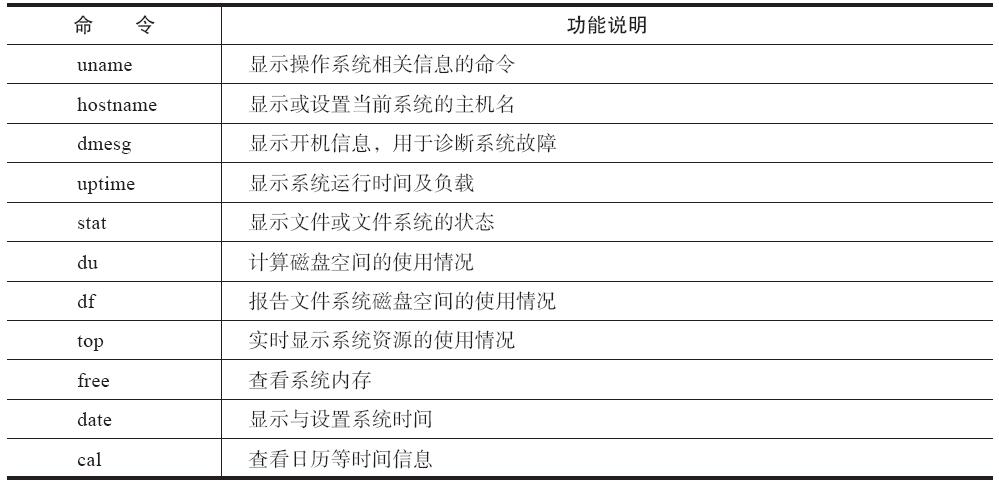 命 令 功能说明
uname 显示操作系统相关信息的命令
hostname 显示或设置当前系统的主机名
dmesg 显示开机信息，用于诊断系统故障
uptime 显示系统运行时间及负载
stat 显示文件或文件系统的状态
du 计算磁盘空间的使用情况
df 报告文件系统磁盘空间的使用情况
top 实时显示系统资源的使用情况
free 查看系统内存
date 显示与设置系统时间
cal 查看日历等时间信息